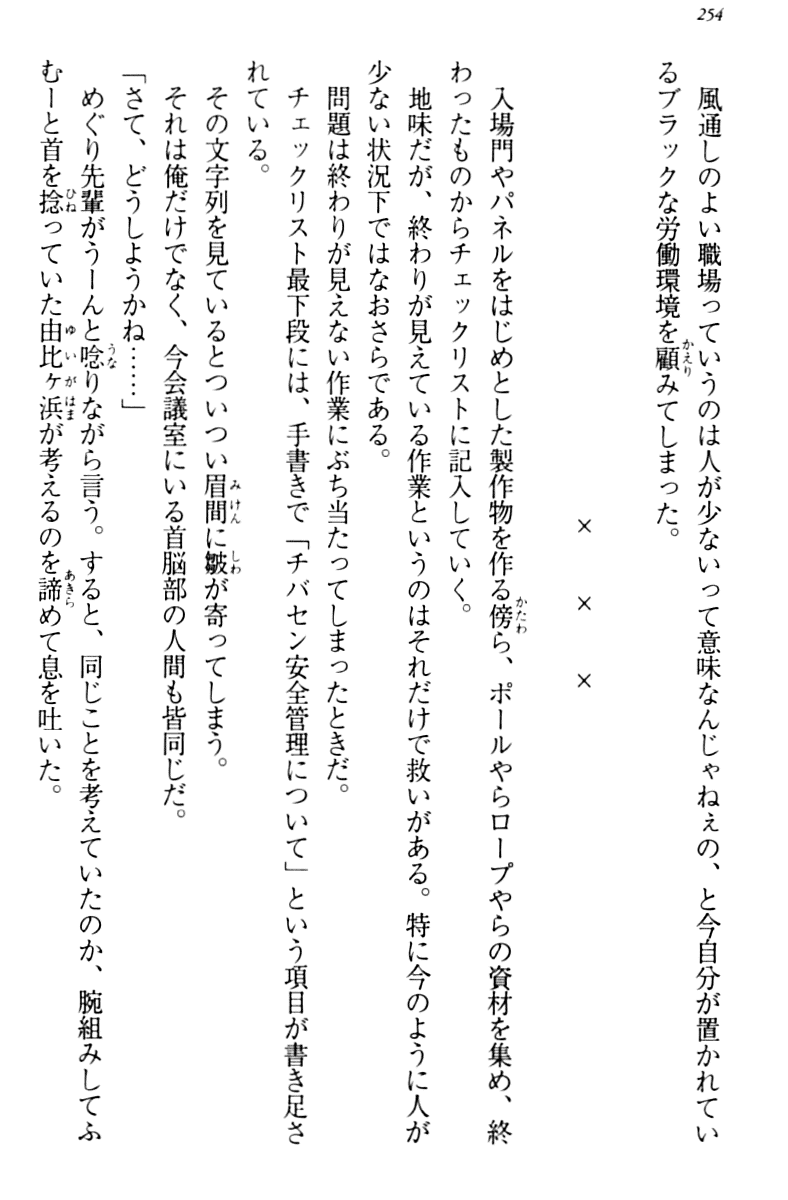 254
風通しのよい職場っていうのは人が少ないって意味なんじゃねぇの、と今自分が置かれてい
るブラックな労働環境を顧みてしまった。
×　×　×
入場門やパネルをはじめとした製作物を作る傍ら、ポールやらロープやらの資材を集め、終
わったものからチェックリストに記入していく。
地味だが、終わりが見えている作業というのはそれだけで救いがある。特に今のように人が
少ない状況下ではなおさらである。
問題は終わりが見えない作業にぶち当たってしまったときだ。
チェックリスト最下段には、手書きで「チバセン安全管理について」という項目が書き足さ
れている。
その文字列を見ているとついつい眉間に皺が寄ってしまう。
それは俺だけでなく、今会議室にいる首脳部の人間も皆同じだ。
「さて、どうしようかね……」
めぐり先輩がうーんと唸りながら言う。すると、同じことを考えていたのか、腕組みしてふ
むーと首を捻っていた由比ヶ浜が考えるのを諦めて息を吐いた。